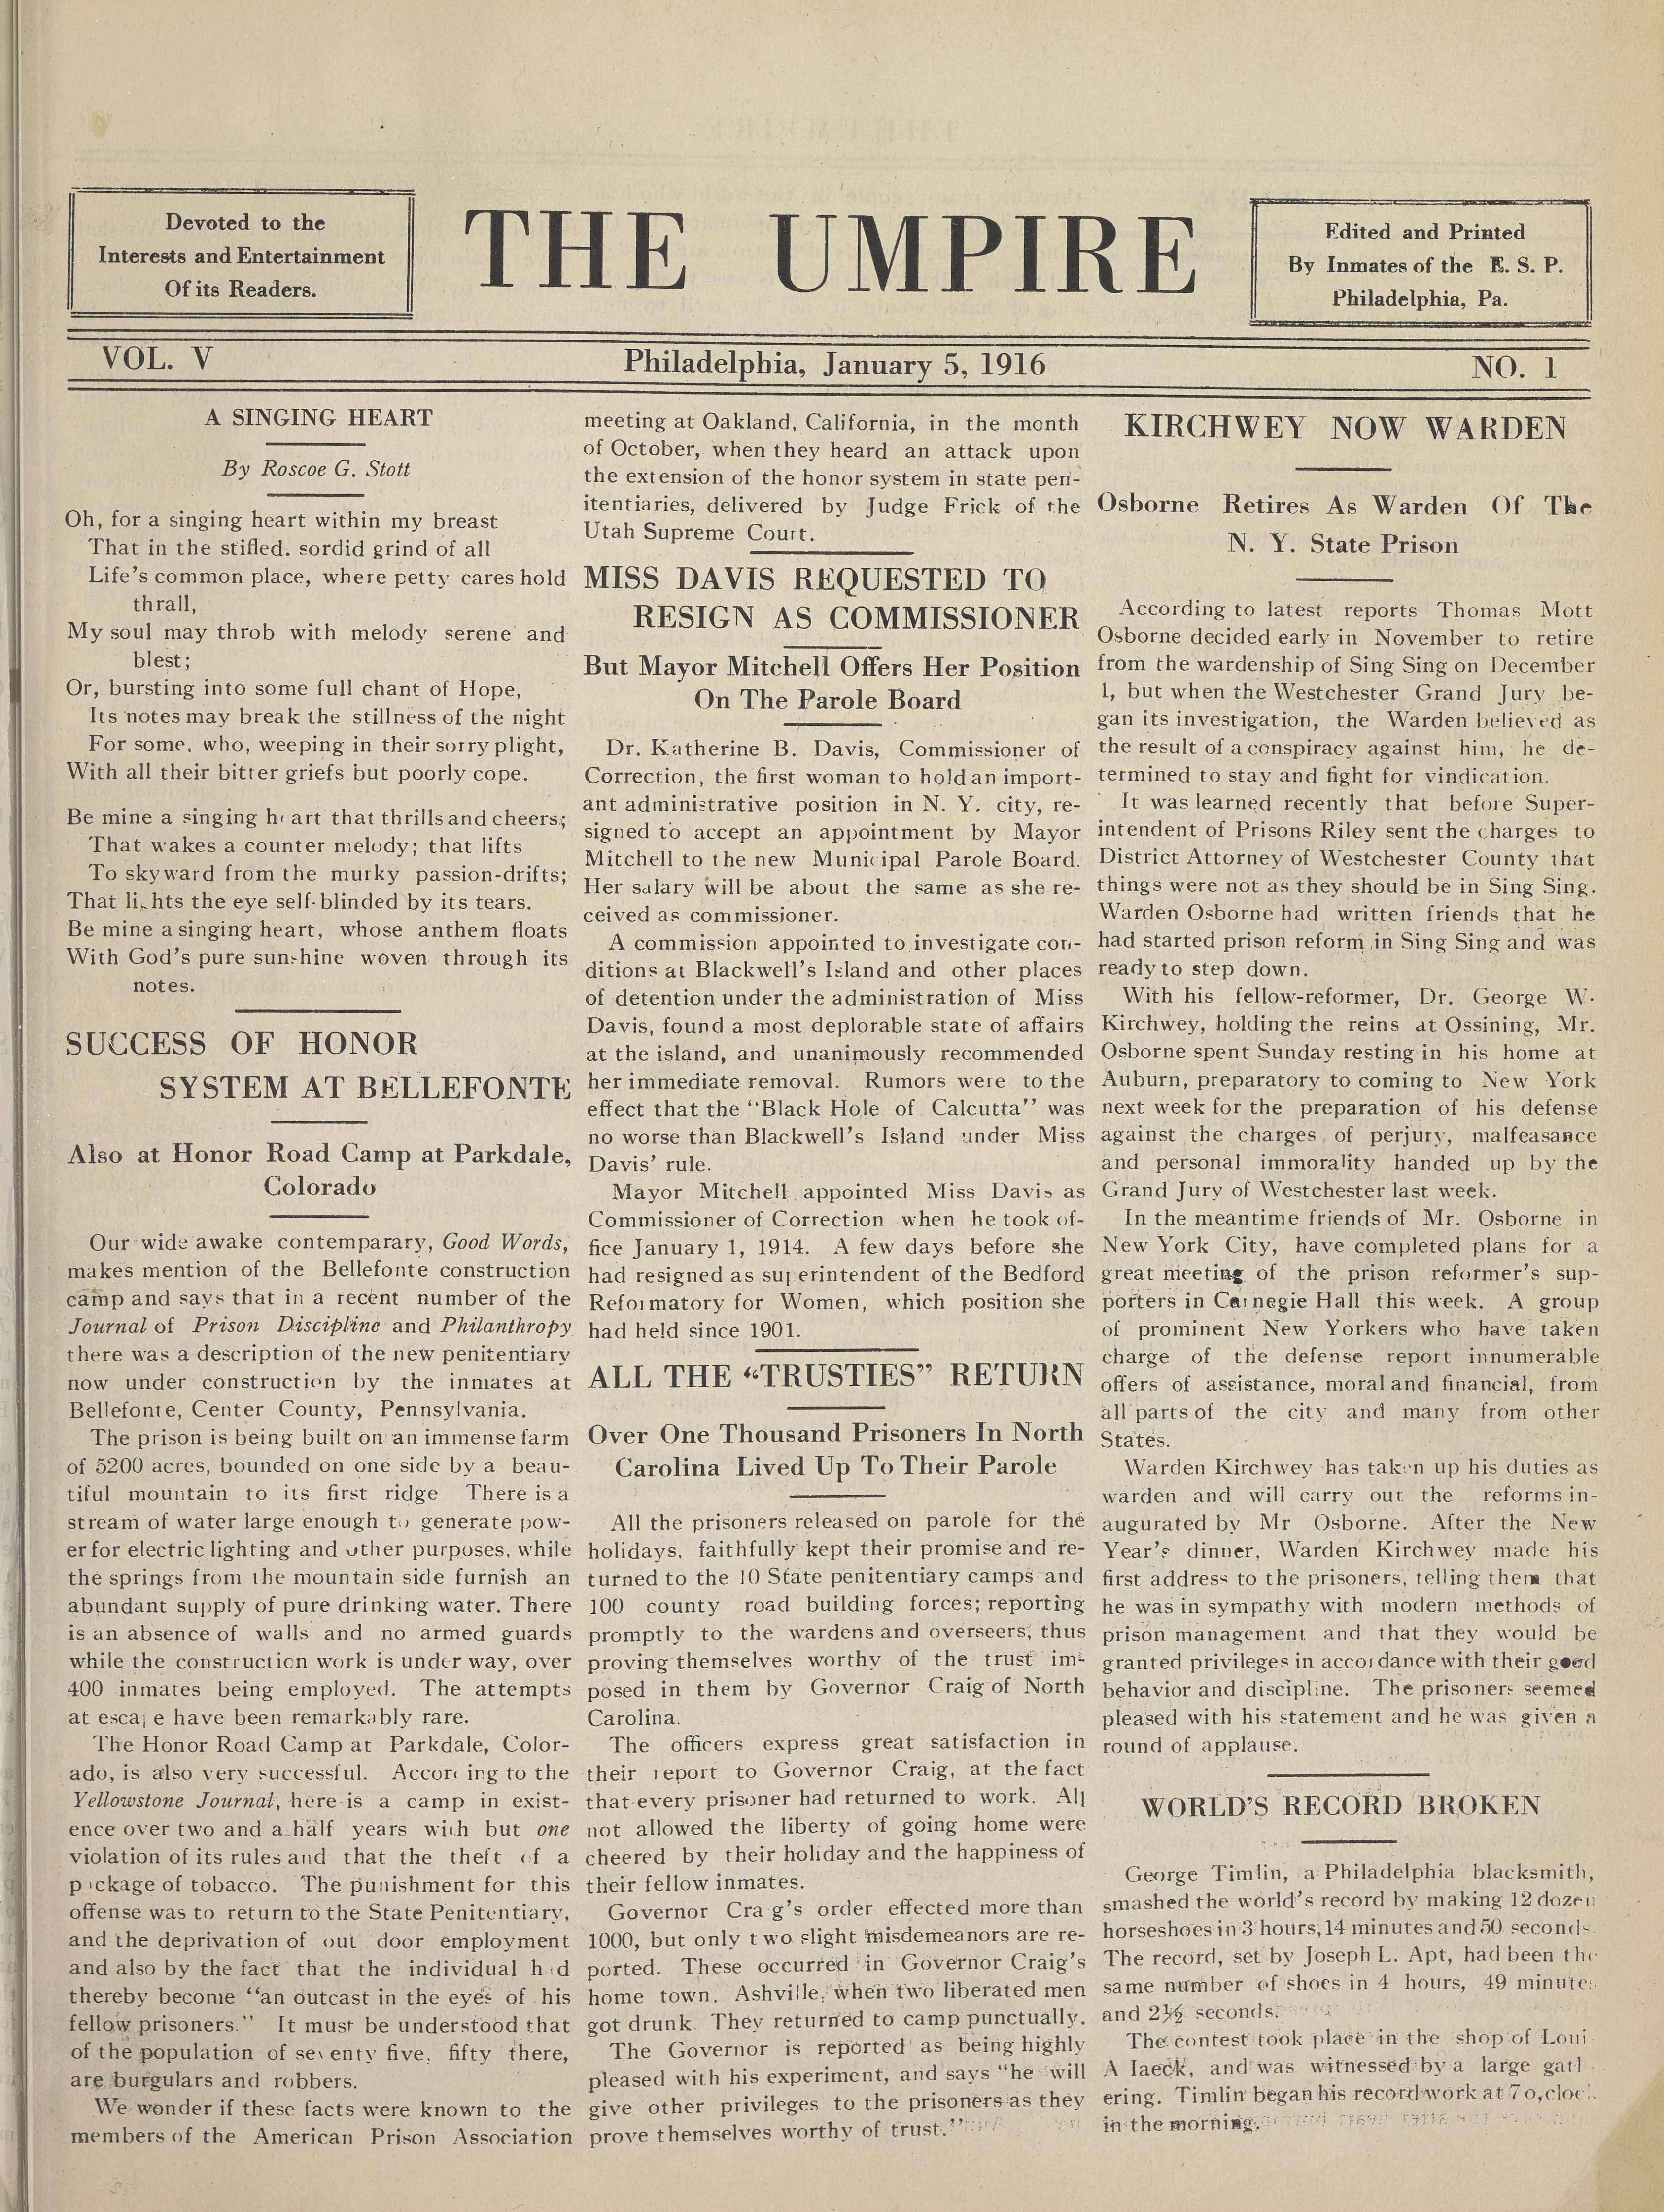 Devoted to the
Interests and Entertainment
Of its Readers.
THE UMPIRE
Edited and Printed
By Inmates of the E. S. P.
Philadelphia, Pa.
VOL. V
Philadelphia, January 5, 1916
NO. 1
A SINGING HEART
By Roscoe G. Stott
Oh, for a singing heart within my breast
That in the stifled. sordid grind of all
Life's common place, where petty cares hold
thrall,
My soul may throb with melody serene and
blest;
Or, bursting into some full chant of Hope,
Its notes may break the stillness of the night
For some, who, weeping in their sorry plight,
With all their bitter griefs but poorly cope.
Be mine a singing heart that thrills and cheers;
That wakes a counter melody; that lifts
To skyward from the murky passion-drifts;
That lights the eye self-blinded by its tears.
Be mine a singing heart, whose anthem floats
With God's pure sunshine woven through its
notes.
SUCCESS OF HONOR
SYSTEM AT BELLEFONTE
Also at Honor Road Camp at Parkdale,
Colorado
Our wide awake contemparary, Good Words,
makes mention of the Bellefonte construction
camp and says that in a recent number of the
Journal of Prison Discipline and Philanthropy
there was a description of the new penitentiary
now under construction by the inmates at
Bellefonte, Center County, Pennsylvania.
The prison is being built on an immense farm
of 5200 acres, bounded on one side by a beau-
tiful mountain to its first ridge There is a
stream of water large enough to generate pow-
er for electric lighting and other purposes, while
the springs from the mountain side furnish an
abundant supply of pure drinking water. There
is an absence of walls and no armed guards
while the construction work is under way, over
400 inmates being employed. The attempts
at escape have been remarkably rare.
The Honor Road Camp at Parkdale, Color-
ado, is also very successful. According to the
Yellowstone Journal, here is a camp in exist-
ence over two and a half years with but one
violation of its rules and that the theft of a
package of tobacco. The punishment for this
offense was to return to the State Penitentiary,
and the deprivation of out door employment
and also by the fact that the individual had
thereby become "an outcast in the eyes of his
fellow prisoners." It must be understood that
of the population of seventy five, fifty there,
are burgulars and robbers.
We wonder if these facts were known to the
members of the American Prison Association
meeting at Oakland, California, in the month
of October, when they heard an attack upon
the extension of the honor system in state pen-
itentiaries, delivered by Judge Frick of the
Utah Supreme Court.
MISS DAVIS REQUESTED TO
RESIGN AS COMMISSIONER
But Mayor Mitchell Offers Her Position
On The Parole Board
Dr. Katherine B. Davis, Commissioner of
Correction, the first woman to hold an import-
ant administrative position in N. Y. city, re-
signed to accept an appointment by Mayor
Mitchell to the new Municipal Parole Board.
Her salary will be about the same as she re-
ceived as commissioner.
A commission appointed to investigate con-
ditions at Blackwell's Island and other places
of detention under the administration of Miss
Davis, found a most deplorable state of affairs
at the island, and unanimously recommended
her immediate removal. Rumors were to the
effect that the "Black Hole of Calcutta" was
no worse than Blackwell's Island under Miss
Davis' rule.
Mayor Mitchell appointed Miss Davis as
Commissioner of Correction when he took of-
fice January 1, 1914. A few days before she
had resigned as superintendent of the Bedford
Reformatory for Women, which position she
had held since 1901.
ALL THE "TRUSTIES" RETURN
Over One Thousand Prisoners In North
Carolina Lived Up To Their Parole
All the prisoners released on parole for the
holidays, faithfully kept their promise and re-
turned to the 10 State penitentiary camps and
100 county road building forces; reporting
promptly to the wardens and overseers, thus
proving themselves worthy of the trust im-
posed in them by Governor Craig of North
Carolina.
The officers express great satisfaction in
their report to Governor Craig, at the fact
that every prisoner had returned to work. All
not allowed the liberty of going home were
cheered by their holiday and the happiness of
their fellow inmates.
Governor Cra g's order effected more than
1000, but only two slight misdemeanors are re-
ported. These occurred in Governor Craig's
home town, Ashville, when two liberated men
got drunk. They returned to camp punctually.
The Governor is reported as being highly
pleased with his experiment, and says "he will
give other privileges to the prisoners as they
prove themselves worthy of trust."
KIRCHWEY NOW WARDEN
Osborne Retires As Warden Of The
N. Y. State Prison
According to latest reports Thomas Mott
Osborne decided early in November to retire
from the wardenship of Sing Sing on December
1, but when the Westchester Grand Jury be-
gan its investigation, the Warden believed as
the result of a conspiracy against him, he de-
termined to stay and fight for vindication.
It was learned recently that before Super-
intendent of Prisons Riley sent the charges to
District Attorney of Westchester County that
things were not as they should be in Sing Sing.
Warden Osborne had written friends that he
had started prison reform in Sing Sing and was
ready to step down.
With his fellow-reformer, Dr. George W.
Kirchwey, holding the reins at Ossining, Mr.
Osborne spent Sunday resting in his home at
Auburn, preparatory to coming to New York
next week for the preparation of his defense
against the charges of perjury, malfeasance
and personal immorality handed up by the
Grand Jury of Westchester last week.
In the meantime friends of Mr. Osborne in
New York City, have completed plans for a
great meeting of the prison reformer's sup-
porters in Carnegie Hall this week. A group
of prominent New Yorkers who have taken
charge of the defense report innumerable
offers of assistance, moral and financial, from
all parts of the city and many from other
States.
Warden Kirchwey has taken up his duties as
warden and will carry out the reforms in-
augurated by Mr Osborne. After the New
Year's dinner, Warden Kirchwey made his
first address to the prisoners, telling them that
he was in sympathy with modern methods of
prison management and that they would be
granted privileges in accordance with their good
behavior and discipline. The prisoners seemed
pleased with his statement and he was given a
round of applause.
WORLD'S RECORD BROKEN
George Timlin, a Philadelphia blacksmith,
smashed the world's record by making 12 dozen
horseshoes in 3 hours, 14 minutes and 50 seconds.
The record, set by Joseph L. Apt, had been the
same number of shoes in 4 hours, 49 minutes
and 2½ seconds.
The contest took place in the shop of Loui
A Iaeck, and was witnessed by a large gath-
ering. Timlin began his record work at 7 o,clock
in the morning.